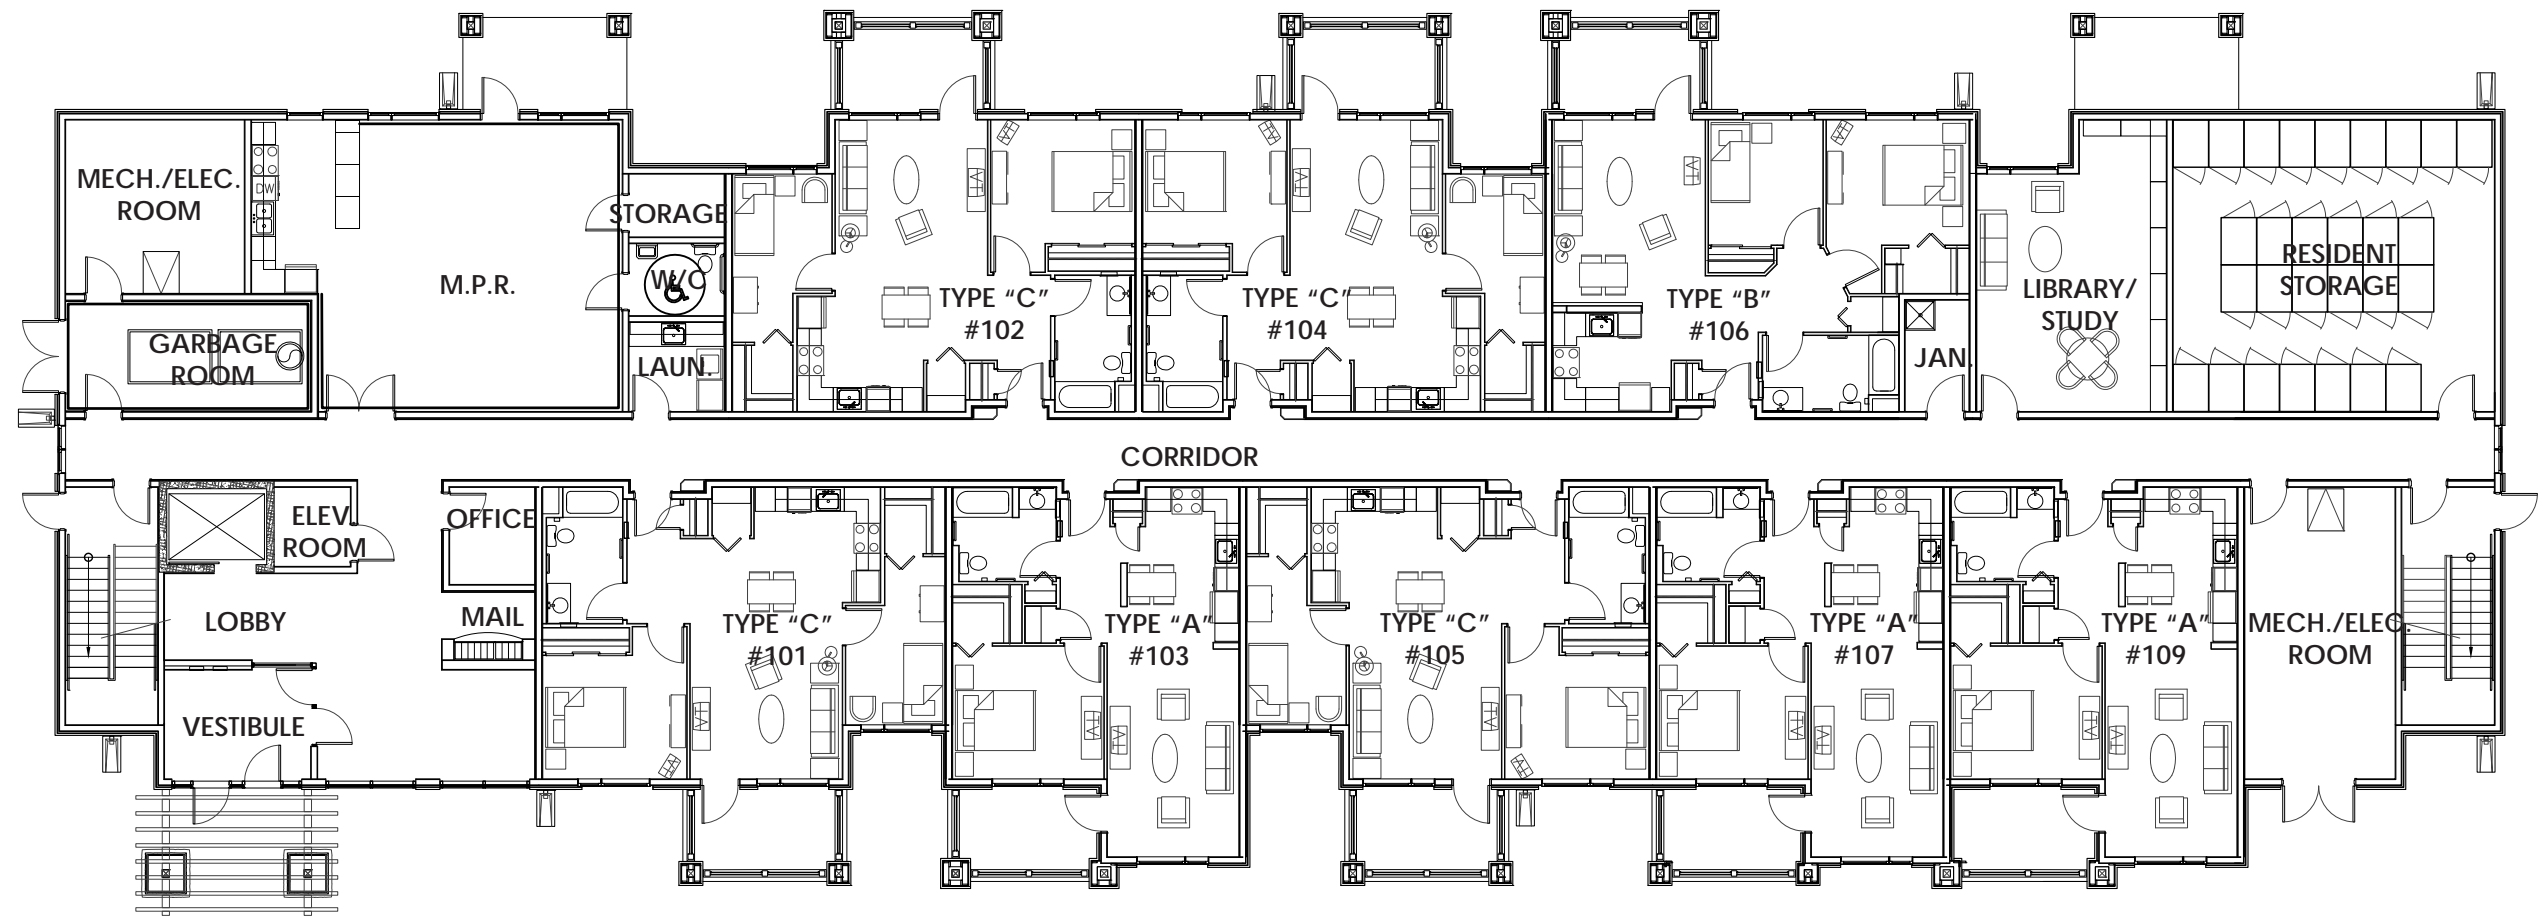 MECH./ELEC.
ROOM
DW
GARBAGE
ROOM
M.P.R.
STORAGE
W/C
LAUN.
TYPE “C”
#102
TYPE “C”
#104
TYPE “B”
#106
JAN.
LIBRARY/
STUDY
RESIDENT
STORAGE
CORRIDOR
ELEV.
ROOM
OFFICE
LOBBY
MAIL
VESTIBULE
TYPE “C”
#101
TYPE “A”
#103
TYPE “C”
#105
TYPE “A”
#107
TYPE “A”
#109
MECH./ELEC.
ROOM